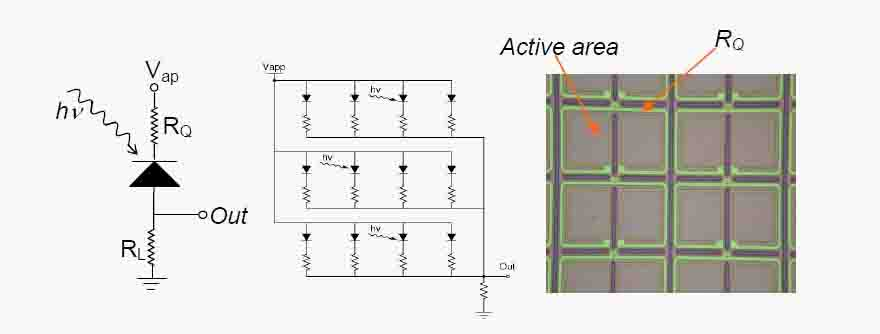 V_ap
hν
R_Q
Out
R_L
Vapp
hν
hν
hν
Out
Active area
R_Q